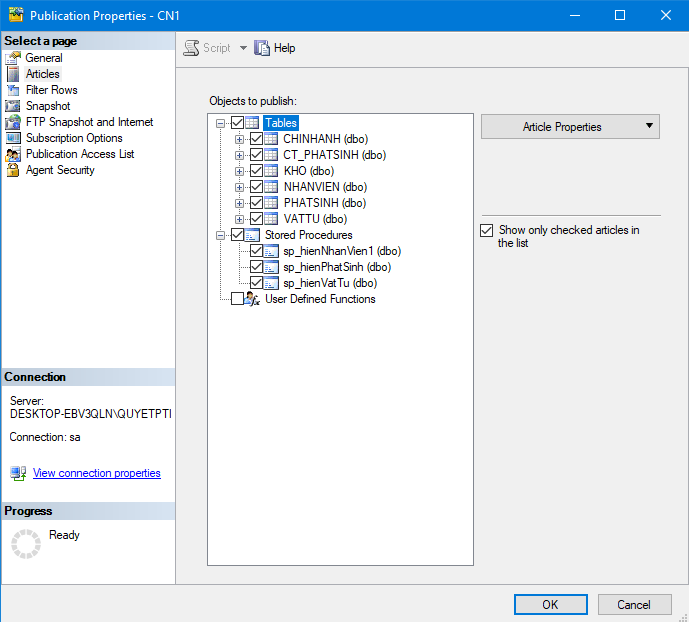 Publication Properties - CN1
Select a page
General
Articles
Filter Rows
Snapshot
FTP Snapshot and Internet
Subscription Options
Publication Access List
Agent Security
Script
Help
Objects to publish:
Tables
CHINHANH (dbo)
CT_PHATSINH (dbo)
KHO (dbo)
NHANVIEN (dbo)
PHATSINH (dbo)
VATTU (dbo)
Stored Procedures
sp_hienNhanVien1 (dbo)
sp_hienPhatSinh (dbo)
sp_hienVatTu (dbo)
User Defined Functions
Article Properties
Show only checked articles in
the list
Connection
Server:
DESKTOP-EBV3QLN\QUYETPTI
Connection: sa
View connection properties
Progress
Ready
OK
Cancel